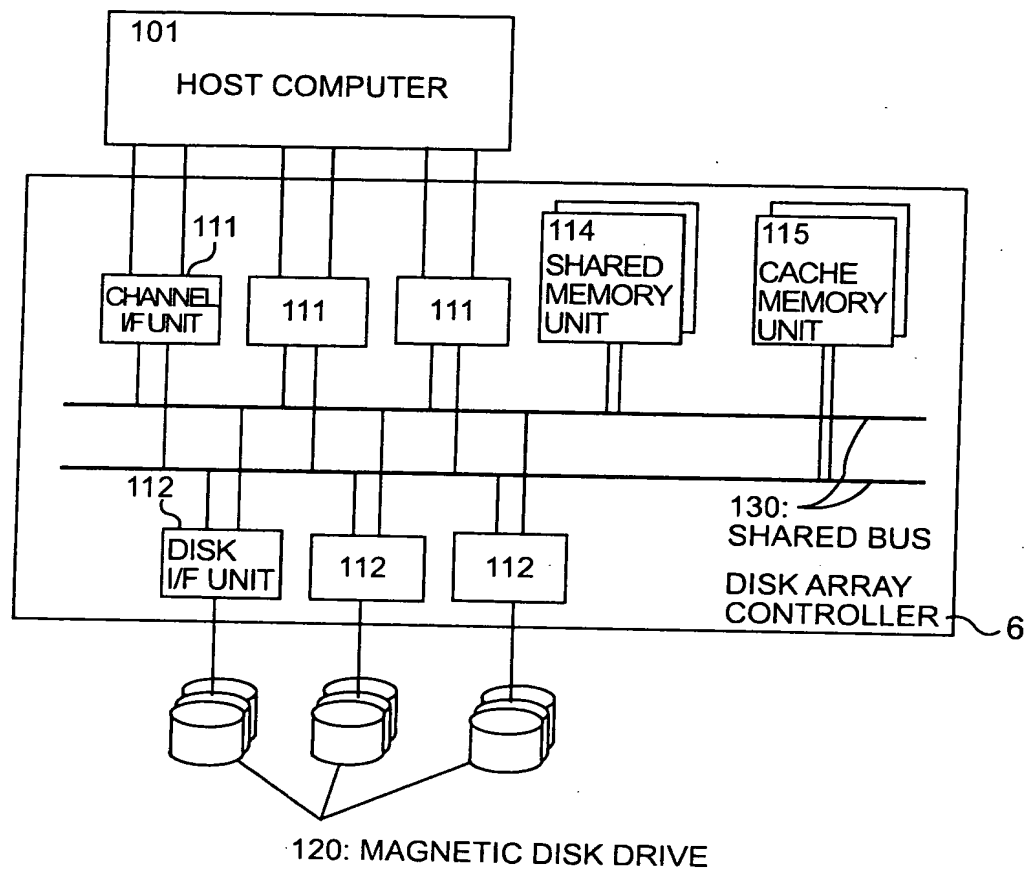 101
HOST COMPUTER
111
CHANNEL
I/F UNIT
111
111
114
SHARED
MEMORY
UNIT
115
CACHE
MEMORY
UNIT
112
DISK
I/F UNIT
112
112
130:
SHARED BUS
DISK ARRAY
CONTROLLER
6
120: MAGNETIC DISK DRIVE